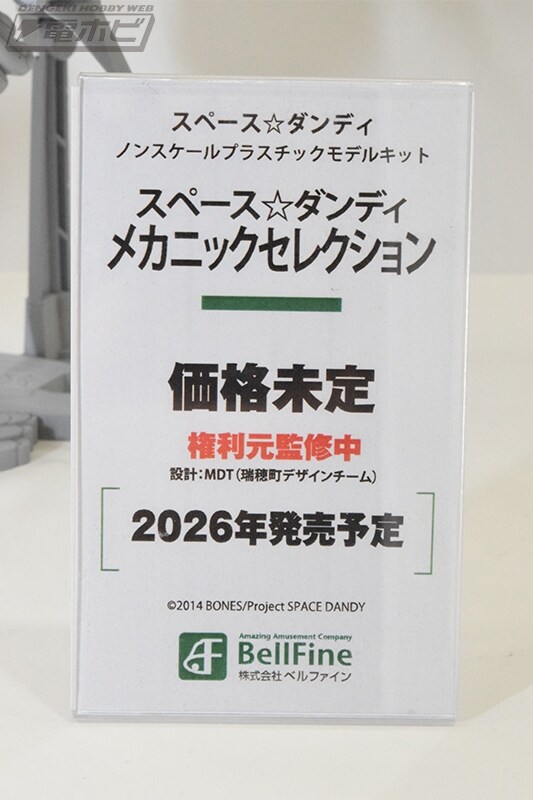 DENGEKI HOBBY WEB
電ホビ
スペース☆ダンディ
ノンスケールプラスチックモデルキット
スペース☆ダンディ
メカニックセレクション
価格未定
権利元監修中
設計：MDT（瑞穂町デザインチーム）
2026年発売予定
©2014 BONES/Project SPACE DANDY
Amazing Amusement Company
BellFine
株式会社ベルファイン